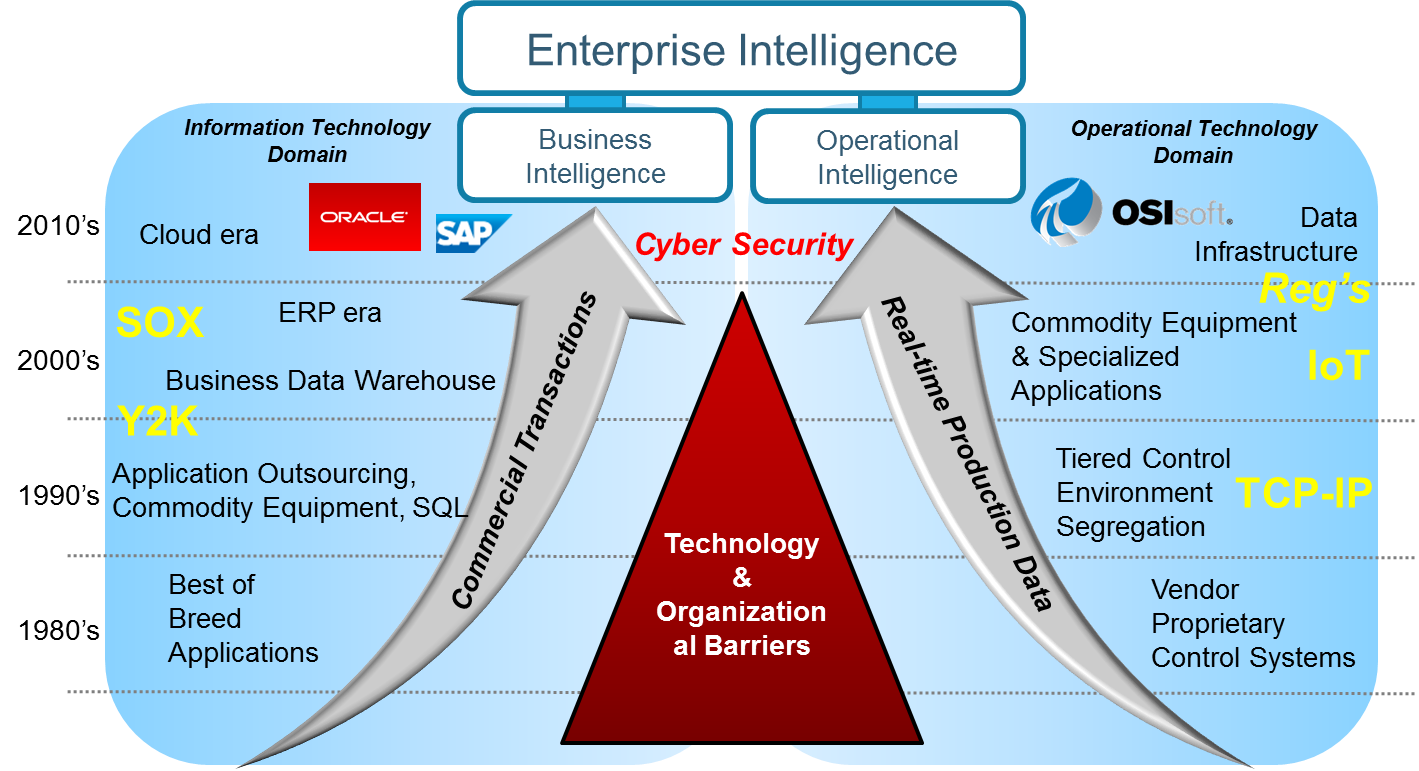 Enterprise Intelligence
Business
Intelligence
Operational
Intelligence
Information Technology
Domain
Operational Technology
Domain
2010's
Cloud era
ORACLE®
SAP
Cyber Security
OSIsoft®
Data
Infrastructure
Reg's
SOX
ERP era
2000's
Business Data Warehouse
Commodity Equipment
& Specialized
Applications
IoT
Y2K
Commercial Transactions
Real-time Production Data
1990's
Application Outsourcing,
Commodity Equipment, SQL
Tiered Control
Environment
Segregation
TCP-IP
Technology
&
Organization
al Barriers
1980's
Best of
Breed
Applications
Vendor
Proprietary
Control Systems